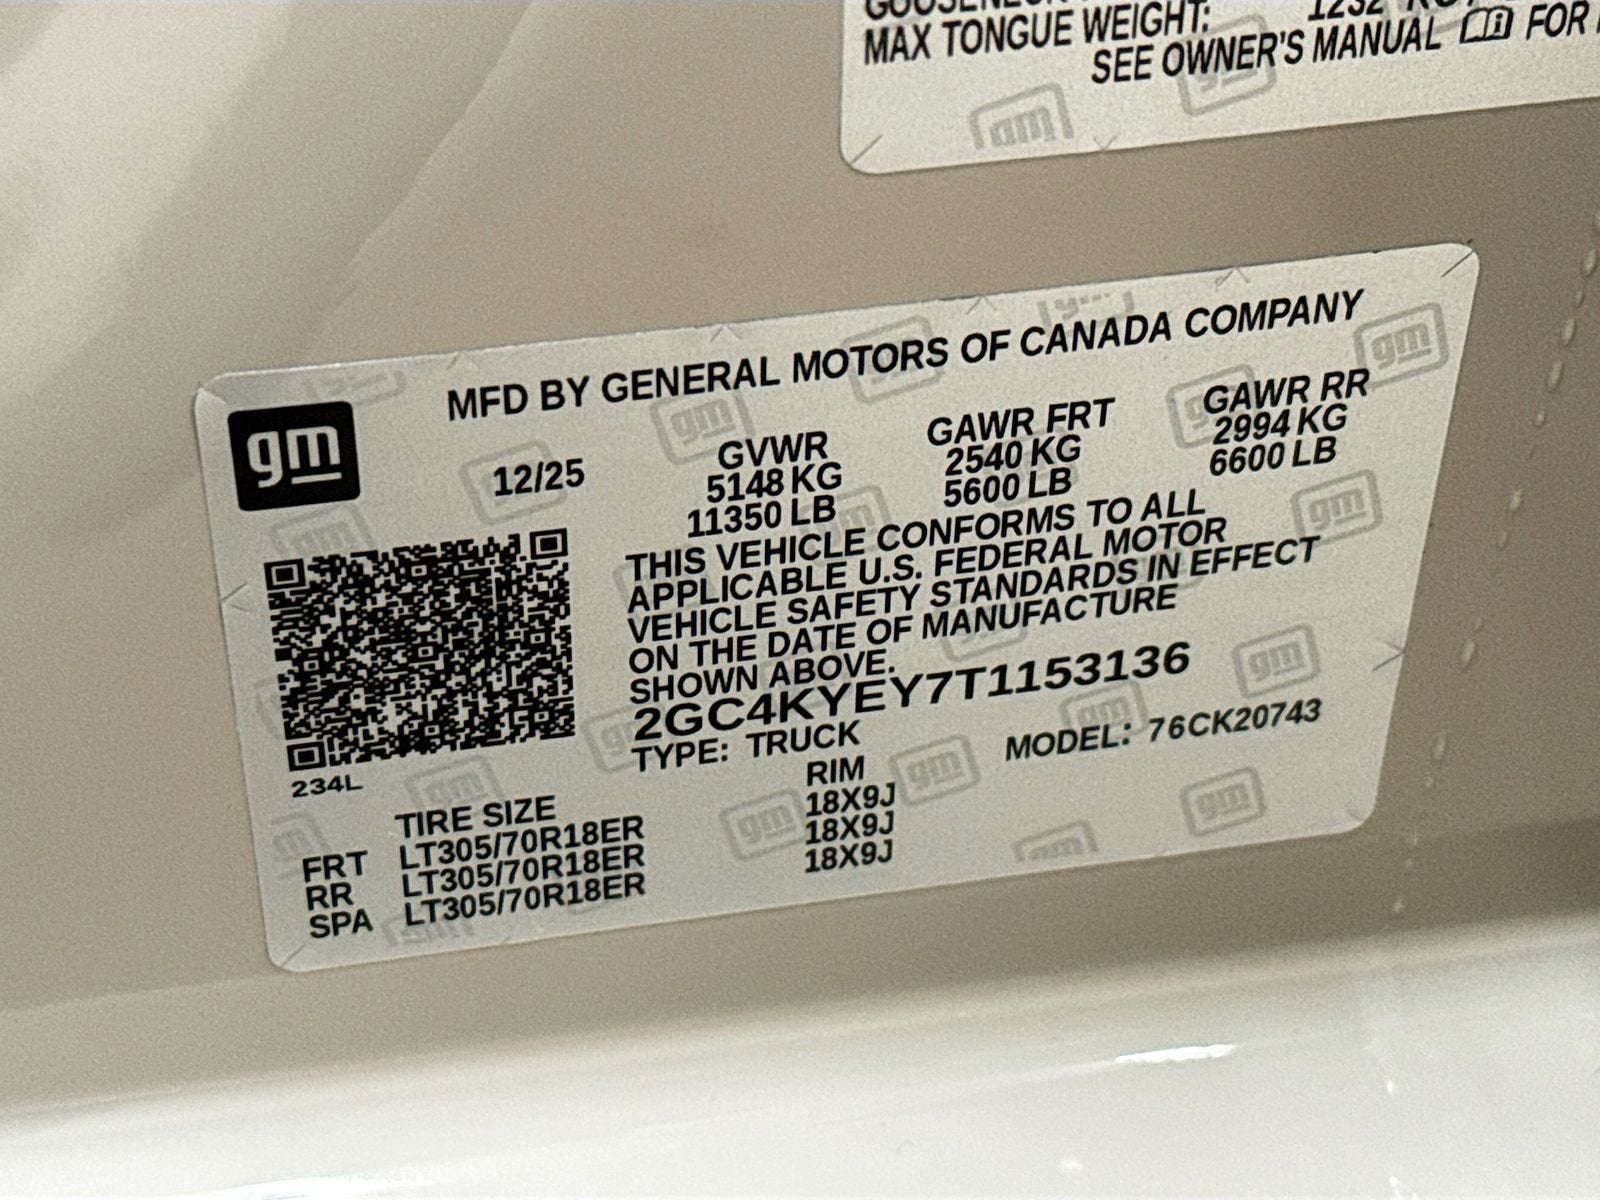 MAX TONGUE WEIGHT: 1232
SEE OWNER'S MANUAL FOR
gm
MFD BY GENERAL MOTORS OF CANADA COMPANY
12/25
GVWR GAWR FRT GAWR RR
5148 KG 2540 KG 2994 KG
11350 LB 5600 LB 6600 LB
THIS VEHICLE CONFORMS TO ALL
APPLICABLE U.S. FEDERAL MOTOR
VEHICLE SAFETY STANDARDS IN EFFECT
ON THE DATE OF MANUFACTURE
SHOWN ABOVE.
2GC4KYEY7T1153136
TYPE: TRUCK MODEL: 76CK20743
234L
TIRE SIZE RIM
FRT LT305/70R18ER 18X9J
RR LT305/70R18ER 18X9J
SPA LT305/70R18ER 18X9J